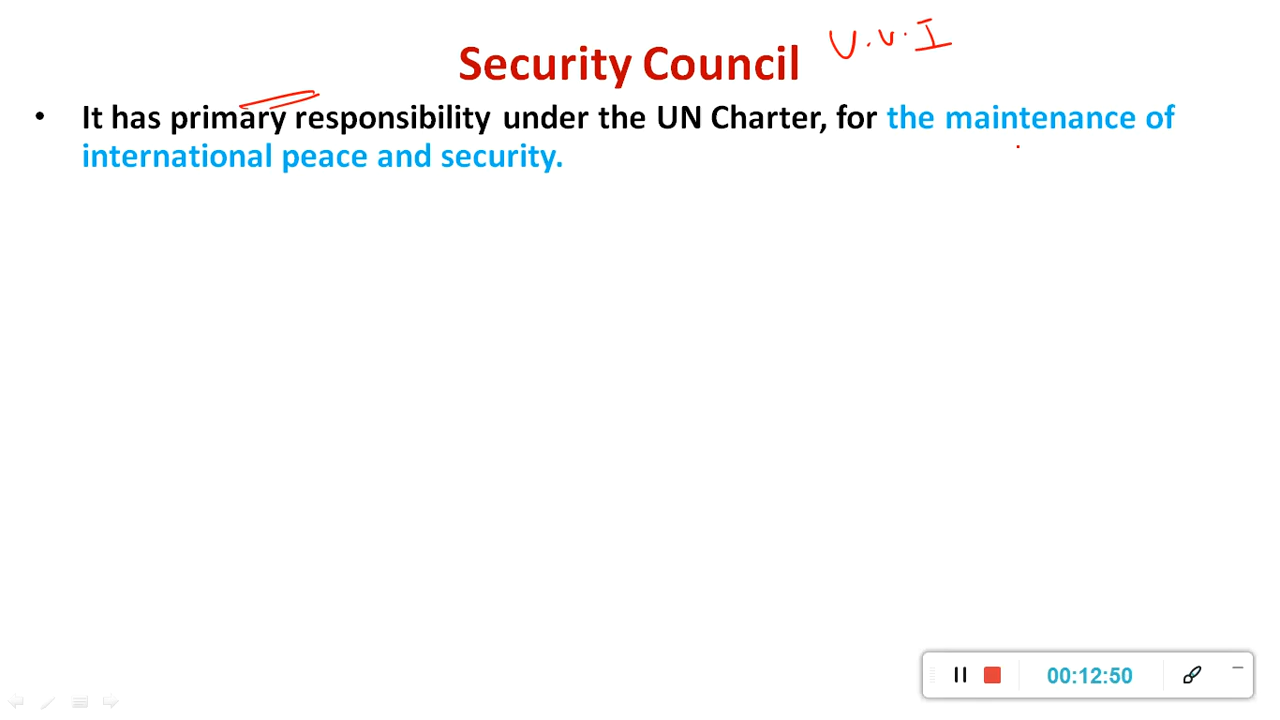 Security Council V.V.I
• It has primary responsibility under the UN Charter, for the maintenance of
international peace and security.
00:12:50